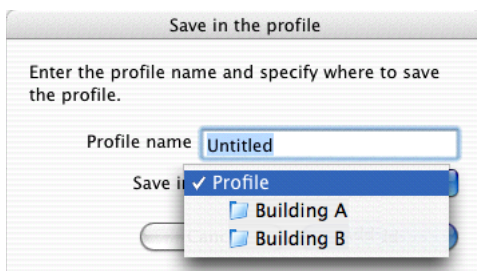 Save in the profile
Enter the profile name and specify where to save
the profile.
Profile name Untitled
Save i ✓ Profile
Building A
Building B